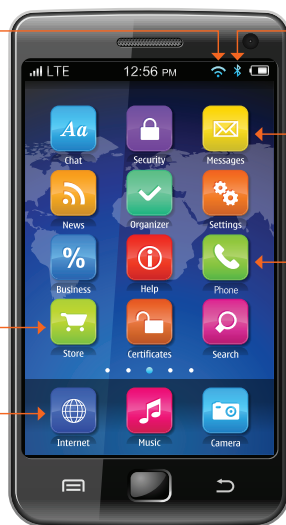 LTE 12:56 PM
Aa
Chat Security Messages
News Organizer Settings
%
Business Help Phone
Store Certificates Search
Internet Music Camera